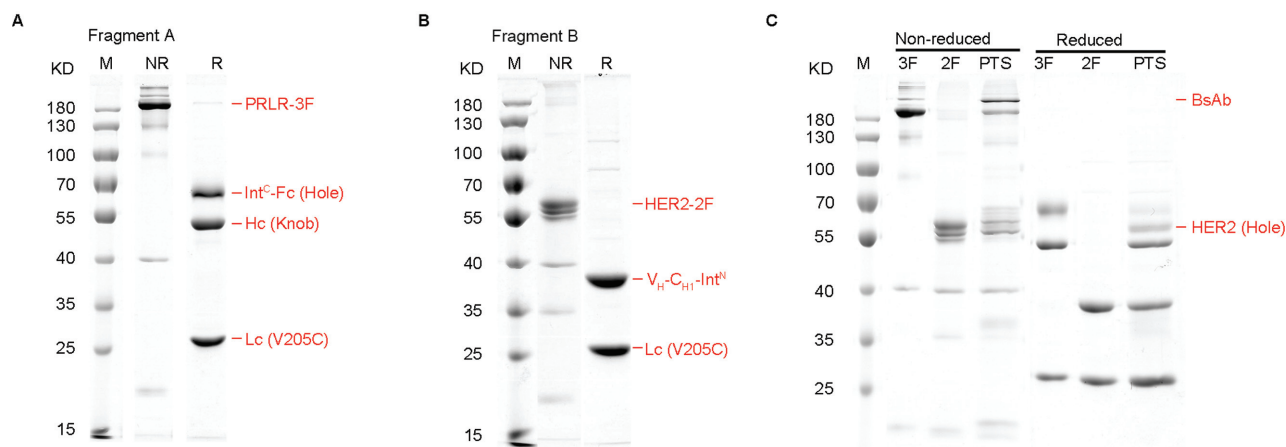 A
Fragment A
KD M NR R
180
130
100
70
55
40
35
25
15
PRLR-3F
Int^C-Fc (Hole)
Hc (Knob)
Lc (V205C)
B
Fragment B
KD M NR R
180
130
100
70
55
40
35
25
15
HER2-2F
V_H-C_H1-Int^N
Lc (V205C)
C
Non-reduced Reduced
KD M 3F 2F PTS 3F 2F PTS
180
130
100
70
55
40
35
25
BsAb
HER2 (Hole)